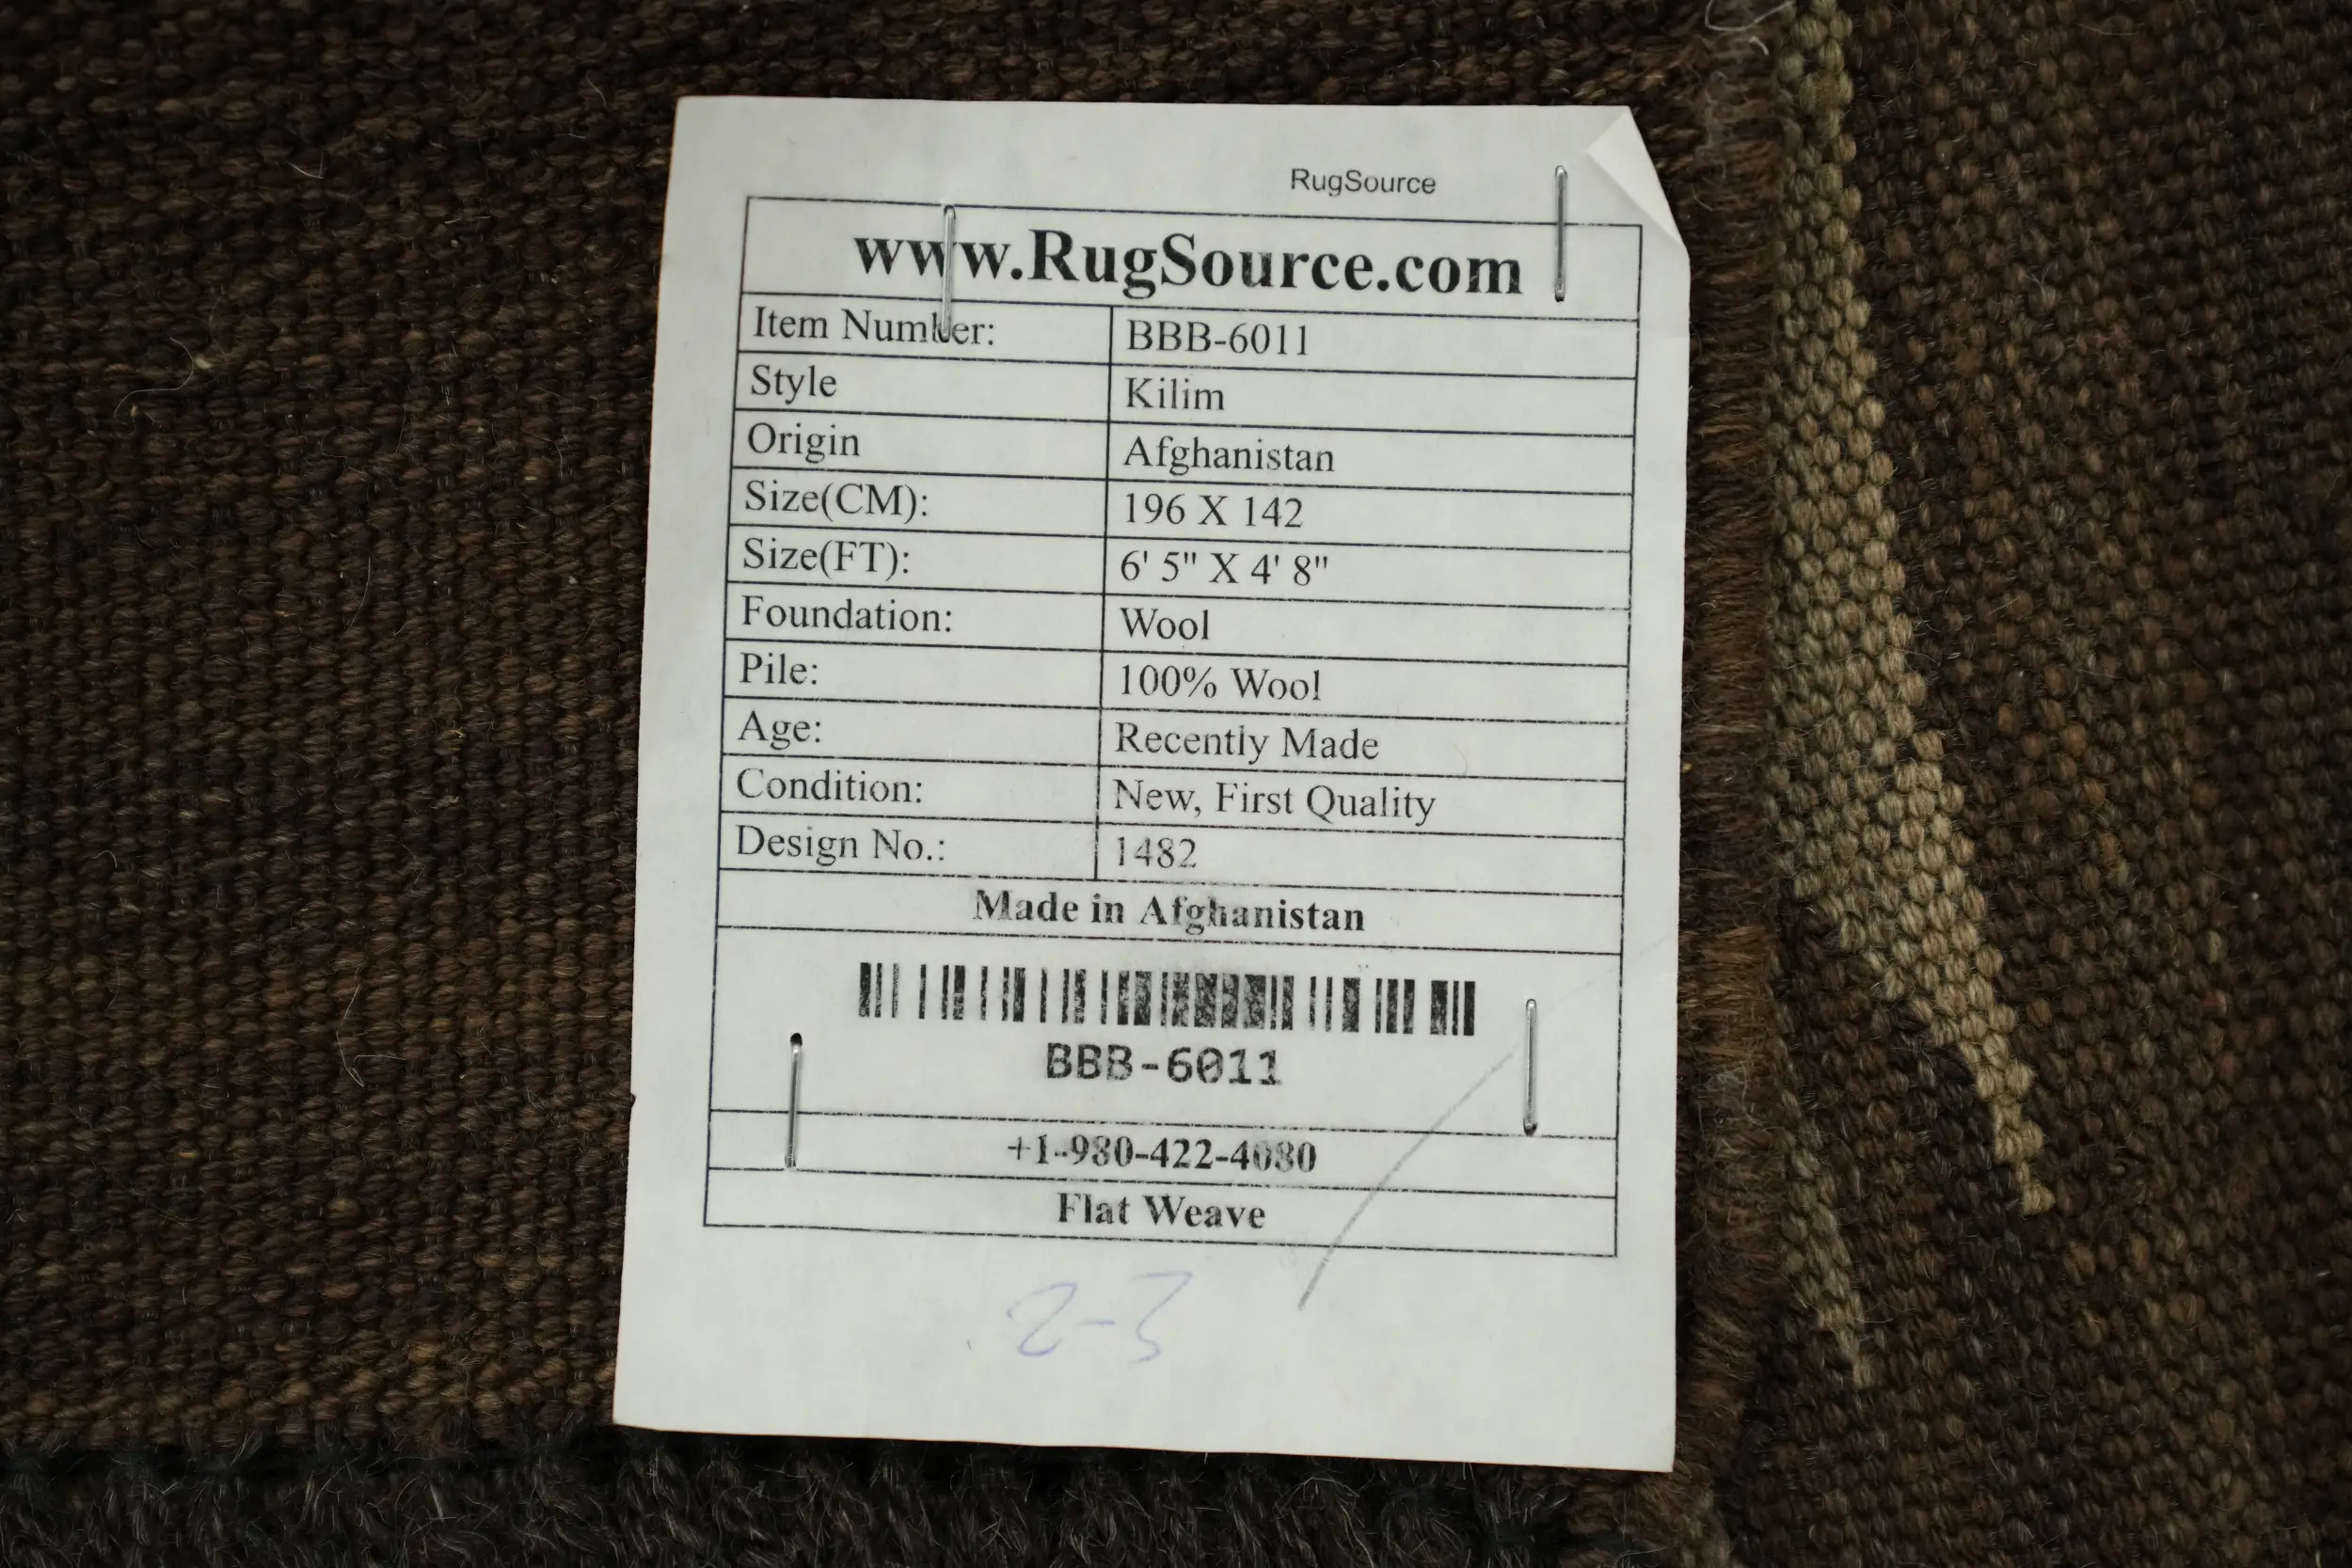 RugSource
www.RugSource.com
Item Number: BBB-6011
Style Kilim
Origin Afghanistan
Size(CM): 196 X 142
Size(FT): 6' 5" X 4' 8"
Foundation: Wool
Pile: 100% Wool
Age: Recently Made
Condition: New, First Quality
Design No.: 1482
Made in Afghanistan
BBB-6011
+1-980-422-4080
Flat Weave
2-3